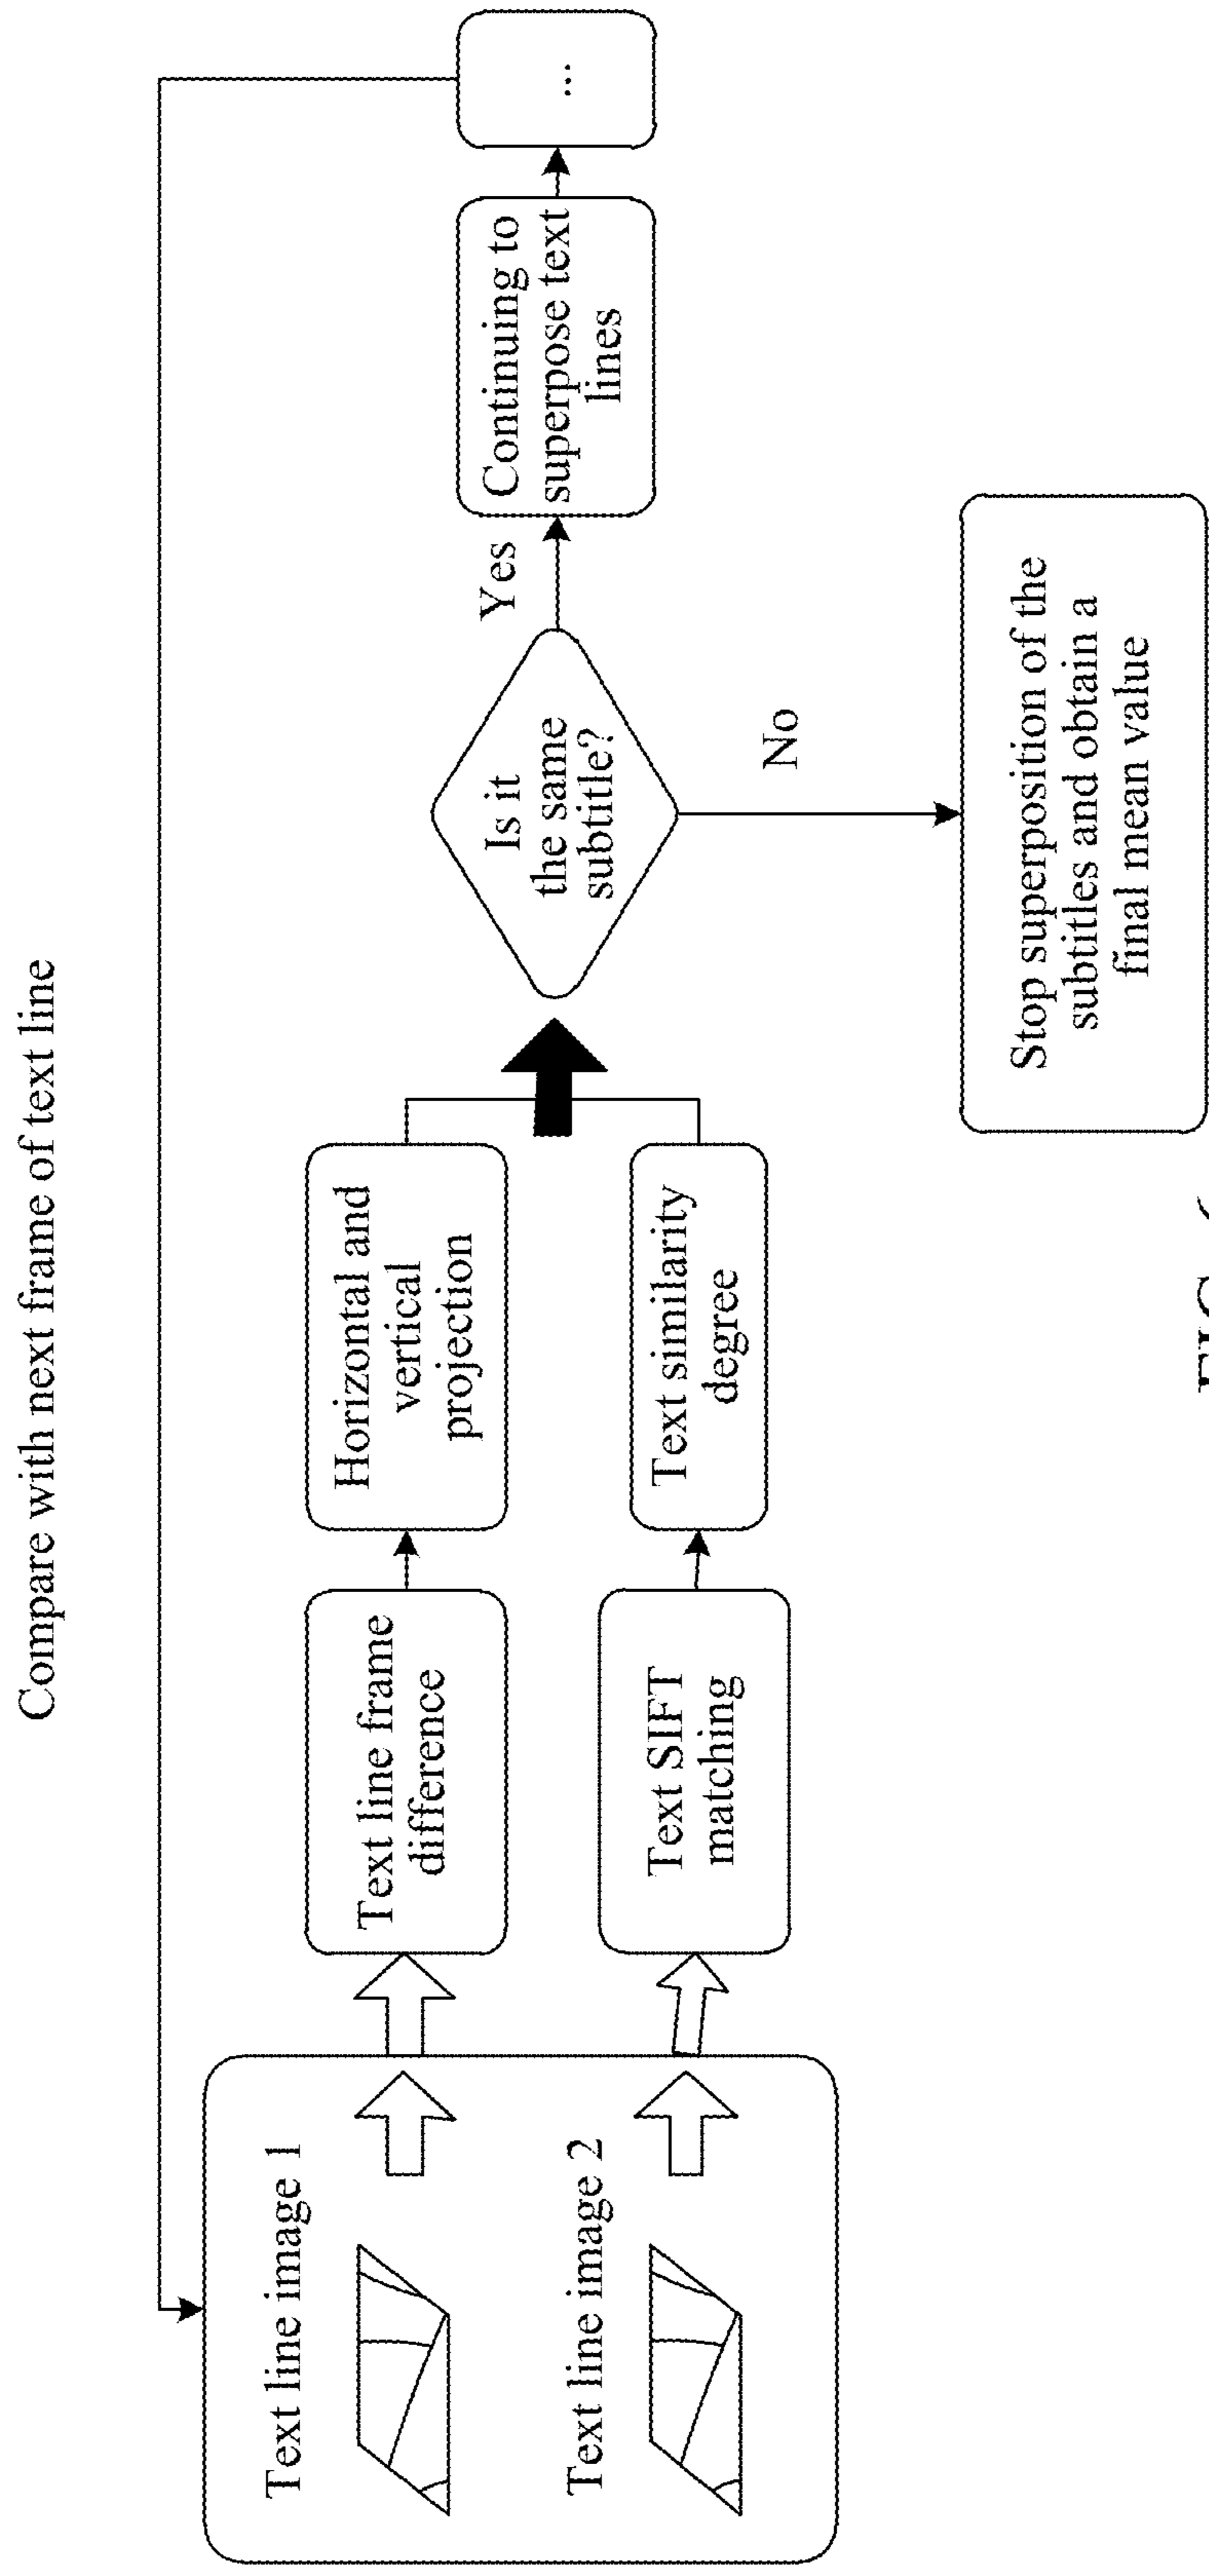 Compare with next frame of text line
Text line image 1
Text line image 2
Text line frame
difference
Text SIFT
matching
Horizontal and
vertical
projection
Text similarity
degree
Is it
the same
subtitle?
Yes
No
Continuing to
superpose text
lines
...
Stop superposition of the
subtitles and obtain a
final mean value